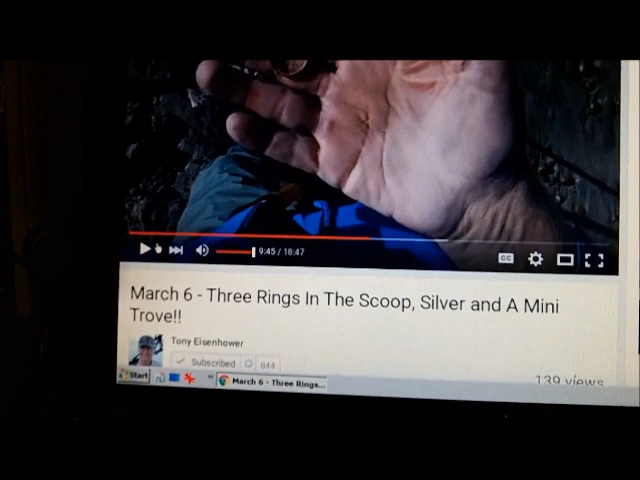 9:45 / 18:47
CC
March 6 - Three Rings In The Scoop, Silver and A Mini
Trove!!
Tony Eisenhower
Subscribed 844
139 views
Start
March 6 - Three Rings...